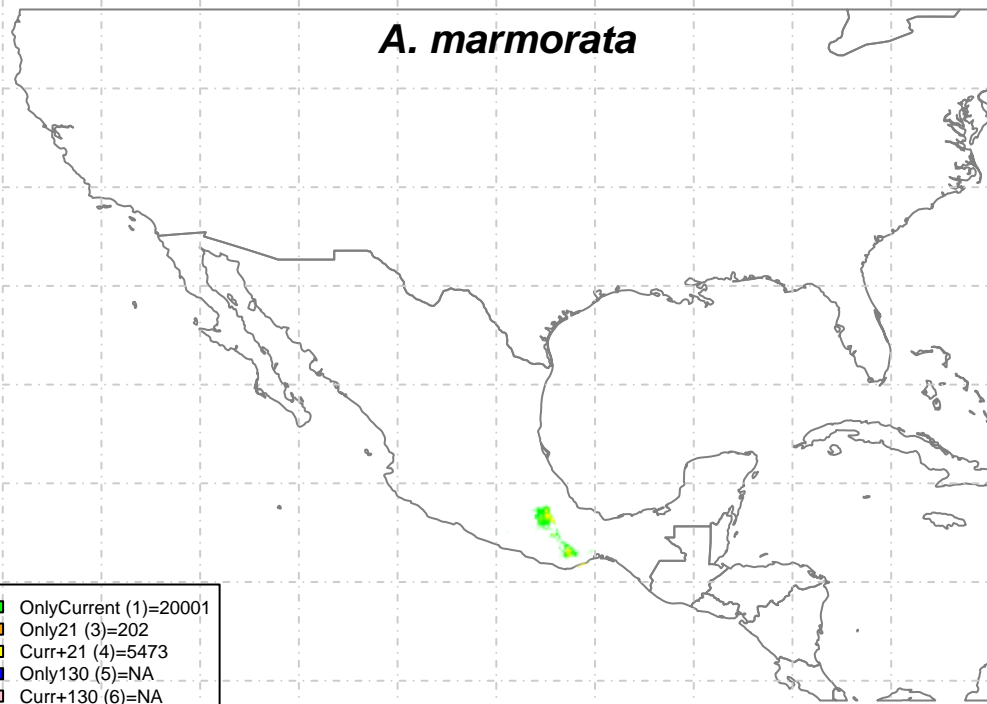 A. marmorata
OnlyCurrent (1)=20001
Only21 (3)=202
Curr+21 (4)=5473
Only130 (5)=NA
Curr+130 (6)=NA